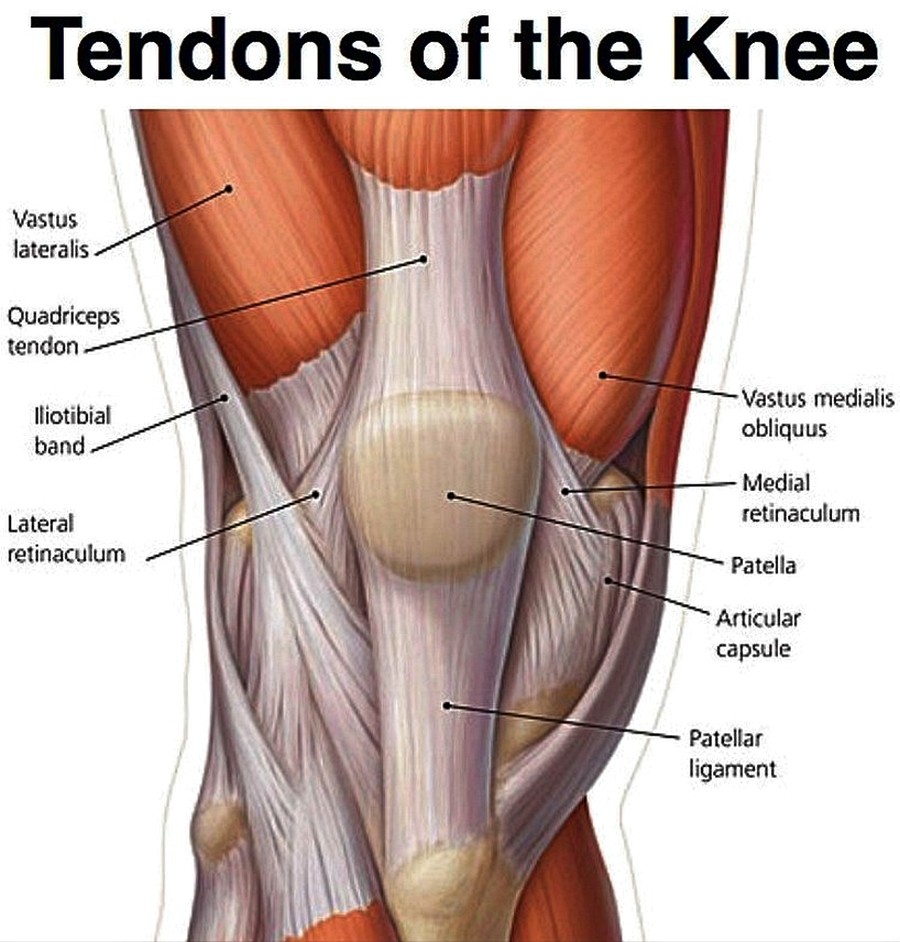 Tendons of the Knee
Vastus
lateralis
Quadriceps
tendon
Iliotibial
band
Lateral
retinaculum
Vastus medialis
obliquus
Medial
retinaculum
Patella
Articular
capsule
Patellar
ligament